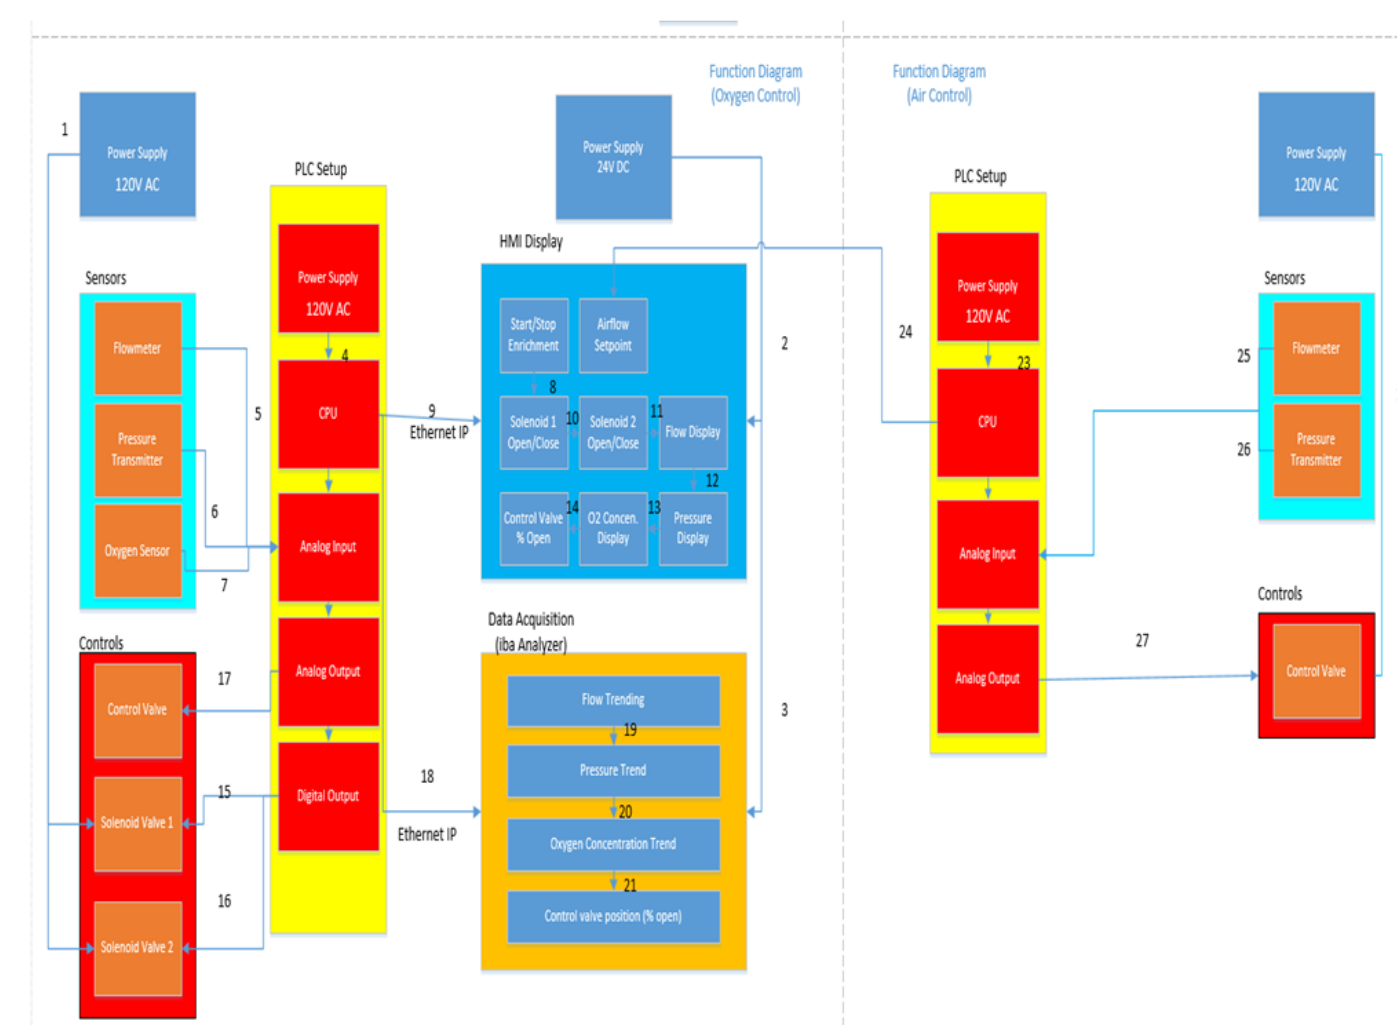 Function Diagram
(Oxygen Control)
Function Diagram
(Air Control)
1
Power Supply
120V AC
Power Supply
24V DC
Power Supply
120V AC
PLC Setup
PLC Setup
HMI Display
Sensors
Sensors
Power Supply
120V AC
Power Supply
120V AC
Flowmeter
Pressure
Transmitter
Oxygen Sensor
4
CPU
5
6
7
9
Ethernet IP
Start/Stop
Enrichment
Airflow
Setpoint
8
Solenoid 1
Open/Close
10
Solenoid 2
Open/Close
11
Flow Display
12
Control Valve
% Open
14
O2 Concen.
Display
13
Pressure
Display
2
24
23
CPU
25
Flowmeter
26
Pressure
Transmitter
Analog Input
Analog Input
Analog Output
Analog Output
Digital Output
Controls
Control Valve
17
15
Solenoid Valve 1
16
Solenoid Valve 2
18
Ethernet IP
Data Acquisition
(iba Analyzer)
Flow Trending
19
Pressure Trend
20
Oxygen Concentration Trend
21
Control valve position (% open)
3
27
Controls
Control Valve